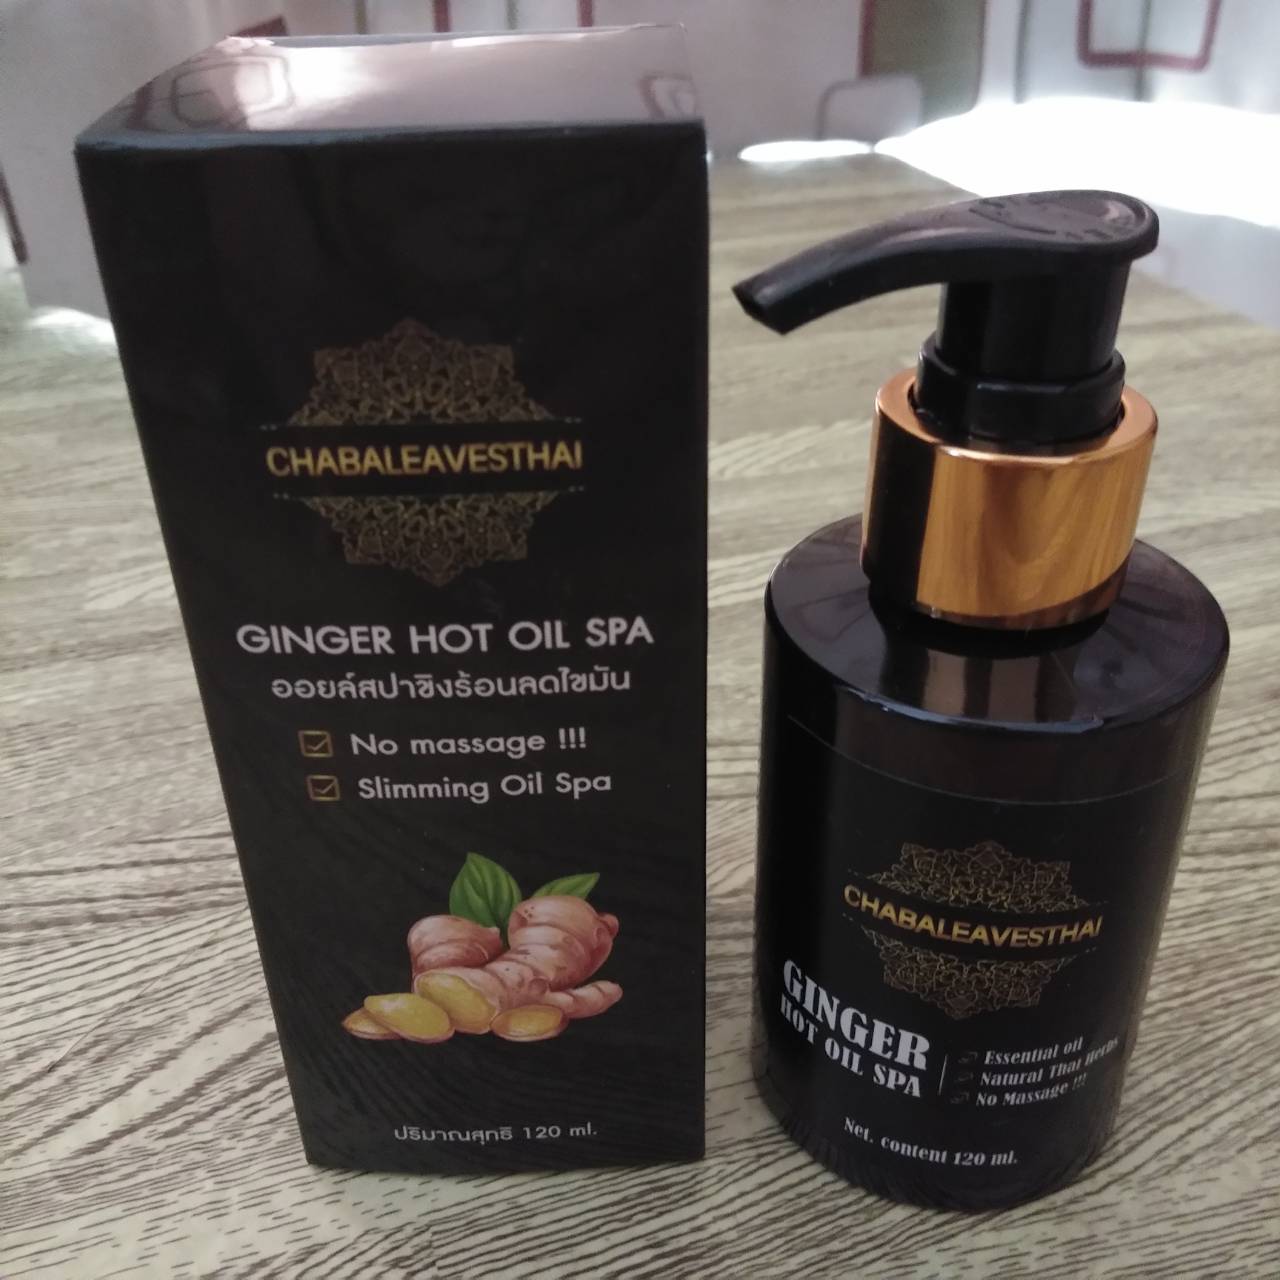 CHABALEAVESTHAI
GINGER HOT OIL SPA
ออยล์สปาขิงร้อนลดไขมัน
No massage !!!
Slimming Oil Spa
ปริมาณสุทธิ 120 ml.
CHABALEAVESTHAI
GINGER
HOT OIL SPA
Essential oil
Natural Thai Herbs
No Massage !!!
Net. content 120 ml.